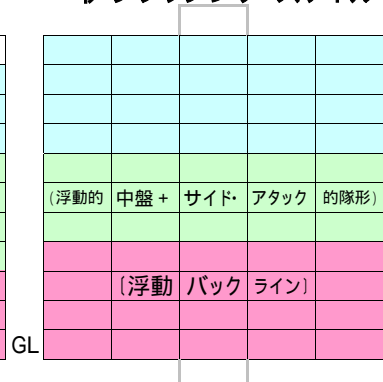 (浮動的 中盤+ サイド・ アタック 的隊形)
〔浮動 バック ライン〕
GL